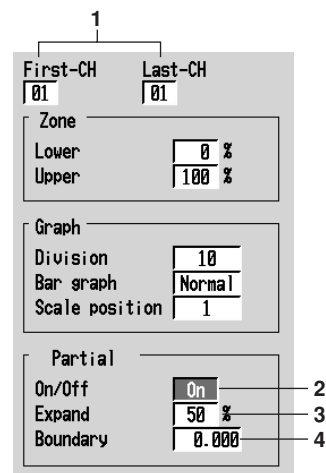 1
First-CH Last-CH
01 01
Zone
Lower 0 %
Upper 100 %
Graph
Division 10
Bar graph Normal
Scale position 1
Partial
On/Off On 2
Expand 50 % 3
Boundary 0.000 4